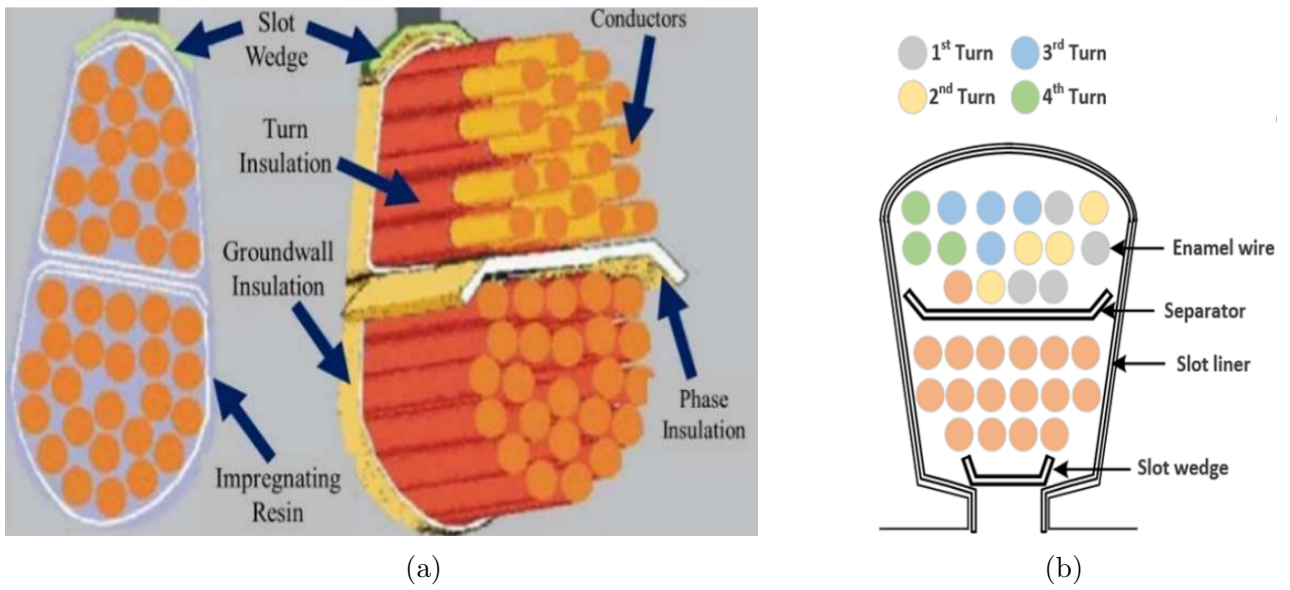 Slot
Wedge
Conductors
Turn
Insulation
Groundwall
Insulation
Phase
Insulation
Impregnating
Resin
(a)
1st Turn
3rd Turn
2nd Turn
4th Turn
Enamel wire
Separator
Slot liner
Slot wedge
(b)